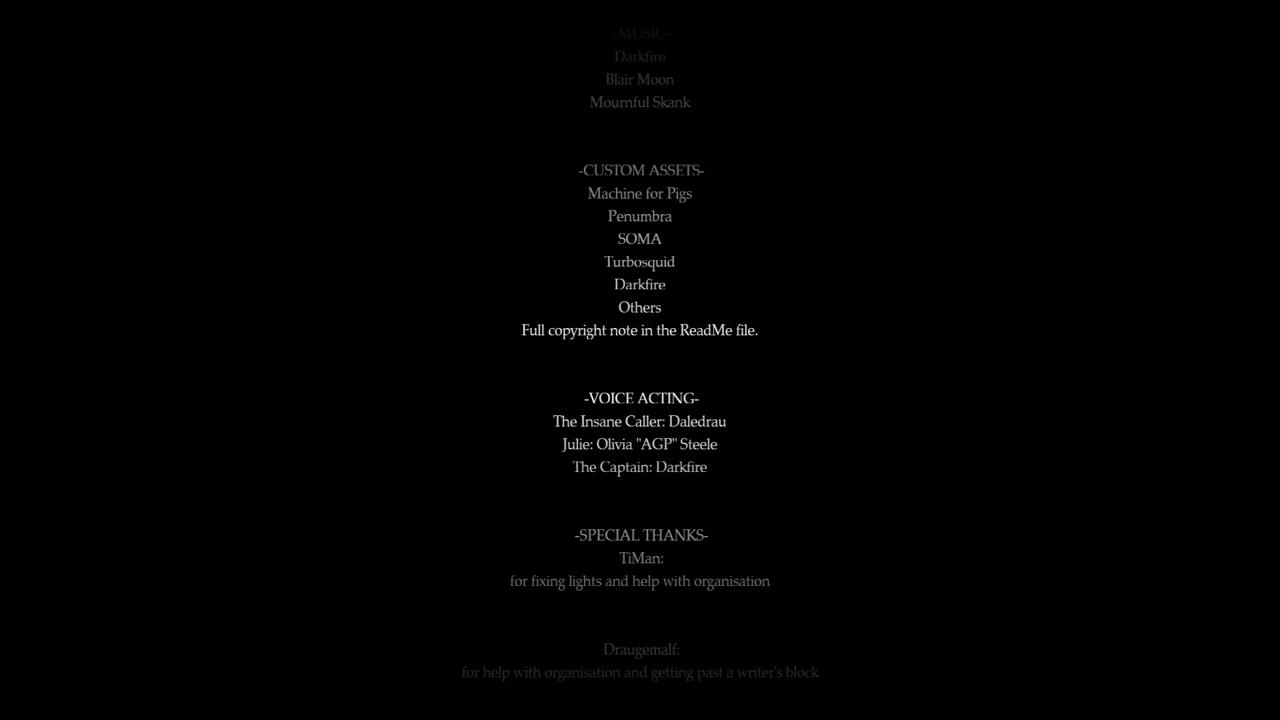 -MUSIC-
Darkfire
Blair Moon
Mournful Skank
-CUSTOM ASSETS-
Machine for Pigs
Penumbra
SOMA
Turbosquid
Darkfire
Others
Full copyright note in the ReadMe file.
-VOICE ACTING-
The Insane Caller: Daledrau
Julie: Olivia "AGP" Steele
The Captain: Darkfire
-SPECIAL THANKS-
TiMan:
for fixing lights and help with organisation
Draugemalf:
for help with organisation and getting past a writer's block